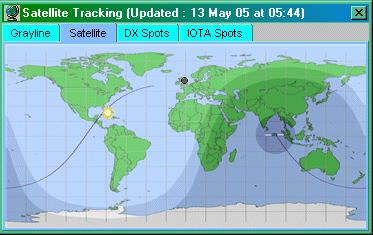 Satellite Tracking (Updated : 13 May 05 at 05:44)
Grayline Satellite DX Spots IOTA Spots